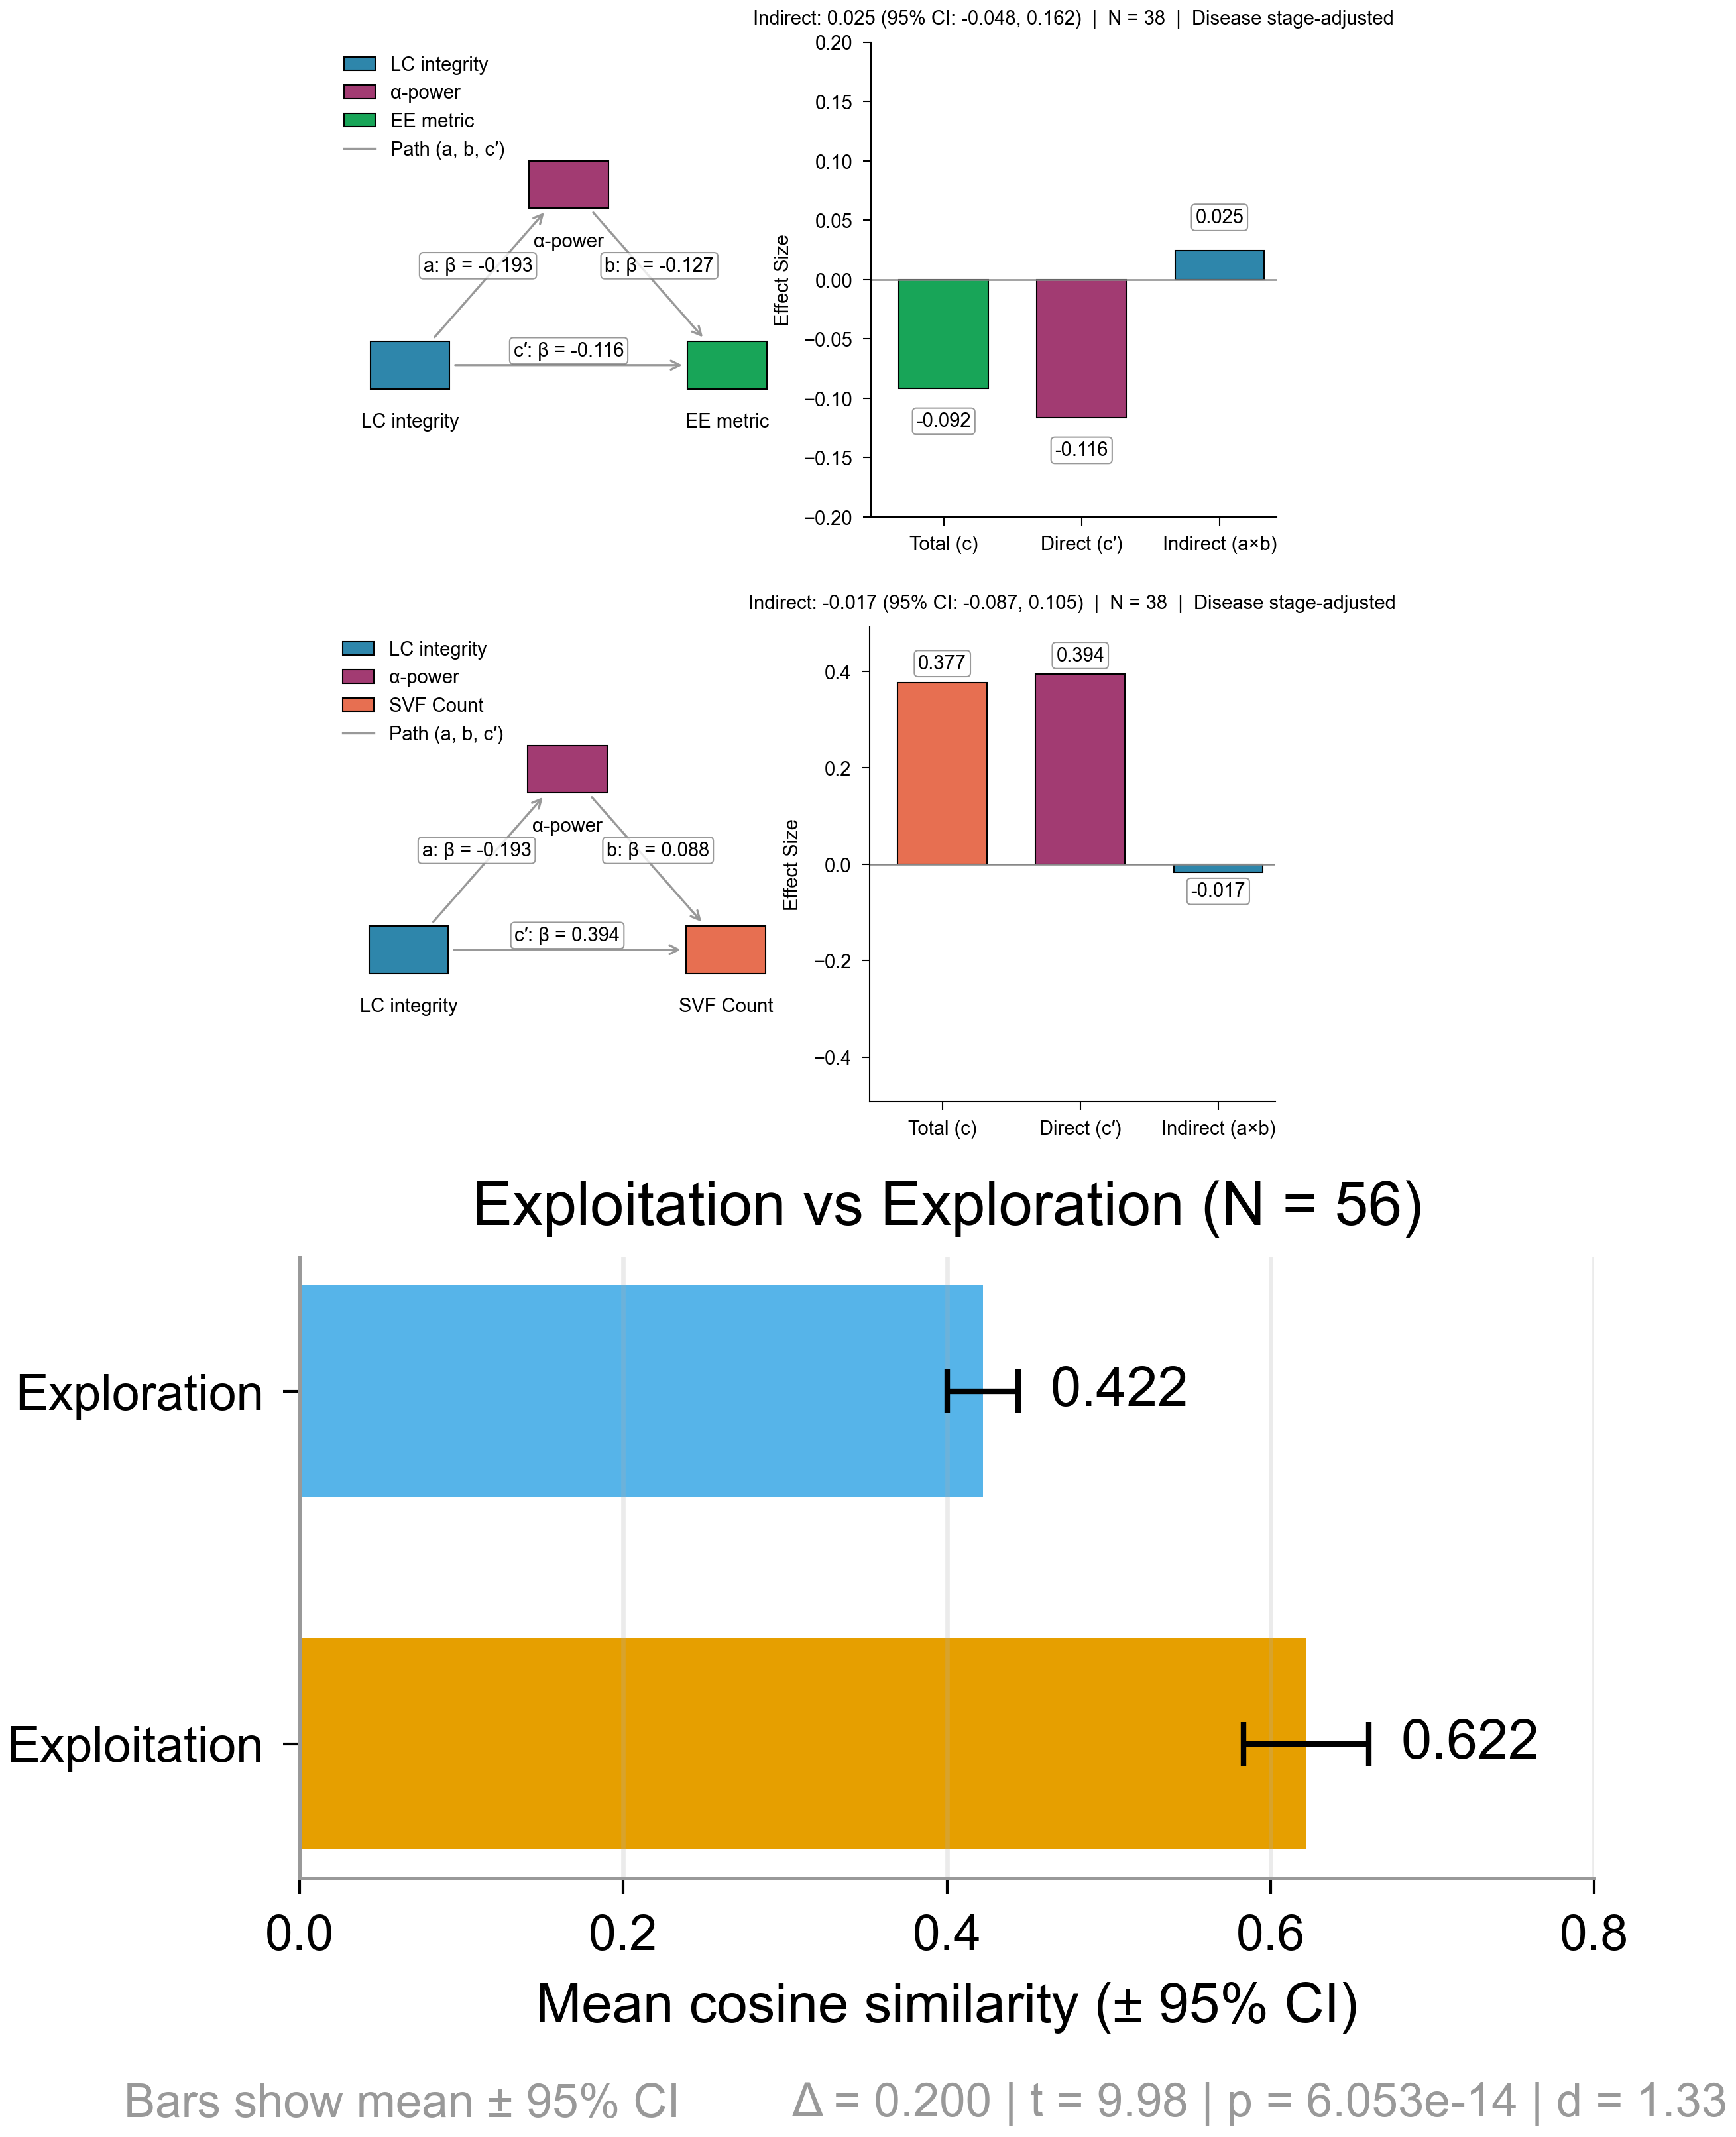 Indirect: 0.025 (95% CI: -0.048, 0.162) | N = 38 | Disease stage-adjusted
LC integrity
α-power
EE metric
Path (a, b, c′)
α-power
a: β = -0.193
b: β = -0.127
c′: β = -0.116
LC integrity
EE metric
Effect Size
0.20
0.15
0.10
0.05
0.00
−0.05
−0.10
−0.15
−0.20
-0.092
-0.116
0.025
Total (c)
Direct (c′)
Indirect (a×b)
Indirect: -0.017 (95% CI: -0.087, 0.105) | N = 38 | Disease stage-adjusted
LC integrity
α-power
SVF Count
Path (a, b, c′)
α-power
a: β = -0.193
b: β = 0.088
c′: β = 0.394
LC integrity
SVF Count
Effect Size
0.4
0.2
0.0
−0.2
−0.4
0.377
0.394
-0.017
Total (c)
Direct (c′)
Indirect (a×b)
Exploitation vs Exploration (N = 56)
Exploration
0.422
Exploitation
0.622
0.0
0.2
0.4
0.6
0.8
Mean cosine similarity (± 95% CI)
Bars show mean ± 95% CI
Δ = 0.200 | t = 9.98 | p = 6.053e-14 | d = 1.33